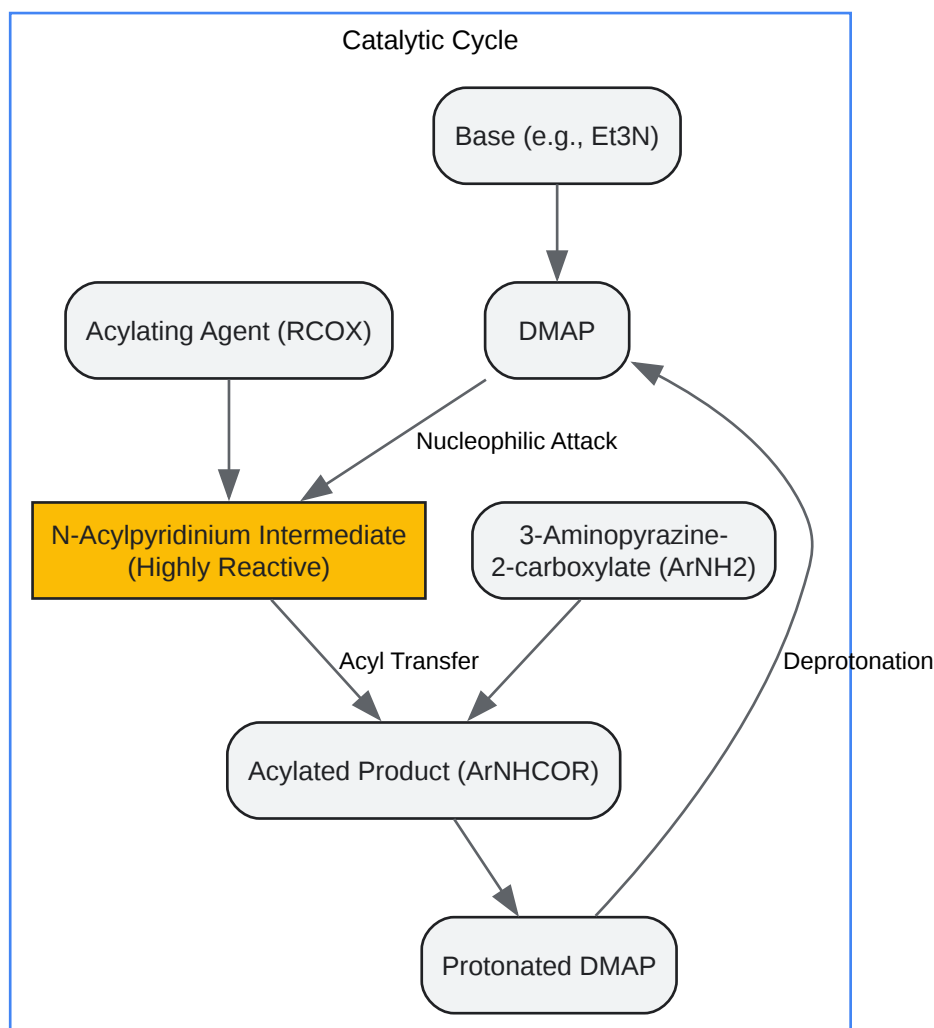 Catalytic Cycle
Base (e.g., Et3N)
Acylating Agent (RCOX)
DMAP
Nucleophilic Attack
N-Acylpyridinium Intermediate
(Highly Reactive)
3-Aminopyrazine-
2-carboxylate (ArNH2)
Acyl Transfer
Deprotonation
Acylated Product (ArNHCOR)
Protonated DMAP